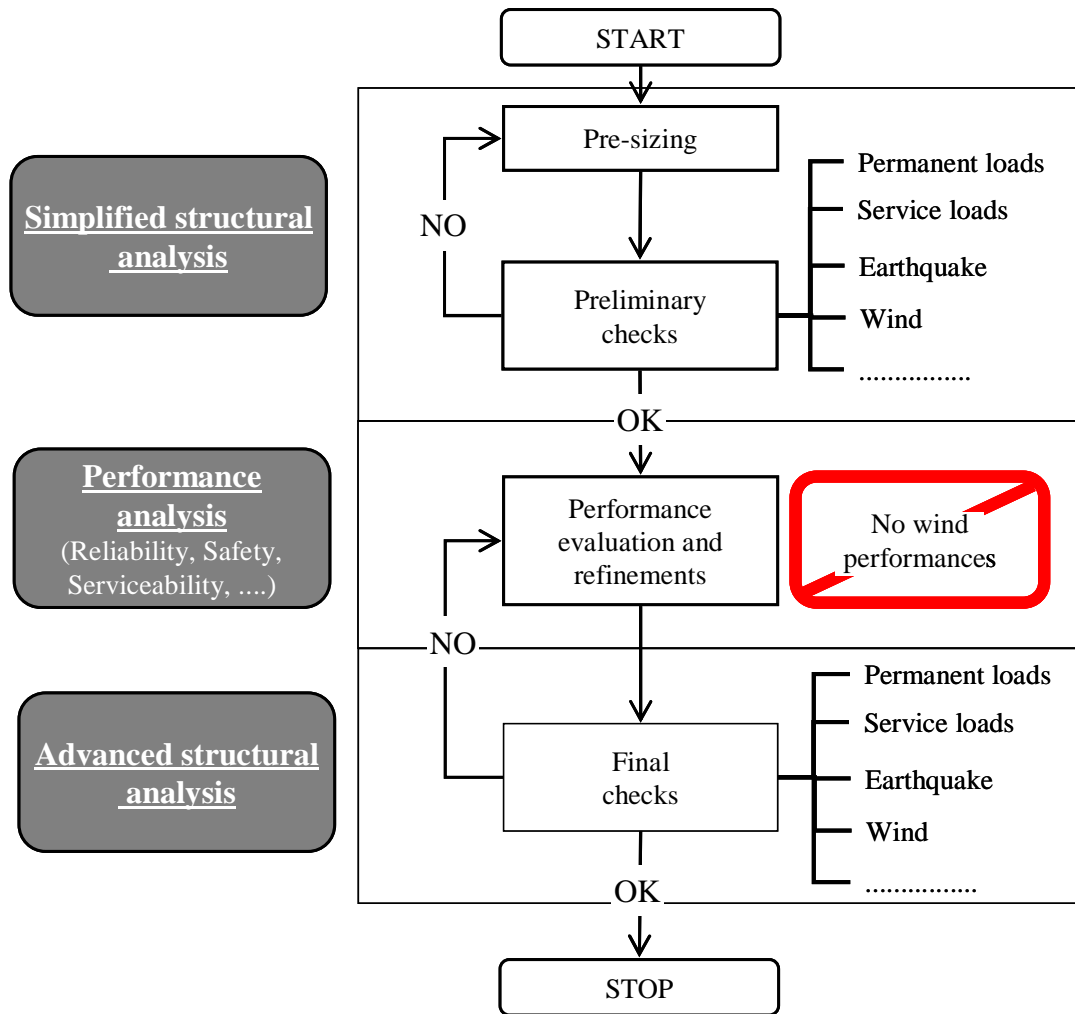 START
Pre-sizing
Simplified structural
analysis
NO
Permanent loads
Service loads
Earthquake
Wind
................
Preliminary
checks
OK
Performance
analysis
(Reliability, Safety,
Serviceability, ....)
Performance
evaluation and
refinements
No wind
performances
NO
Advanced structural
analysis
Final
checks
Permanent loads
Service loads
Earthquake
Wind
................
OK
STOP